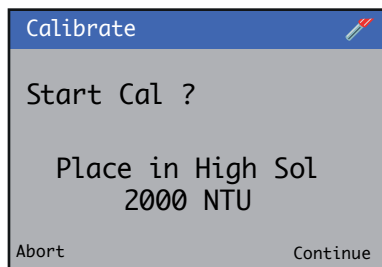 Calibrate
Start Cal ?
Place in High Sol
2000 NTU
Abort Continue